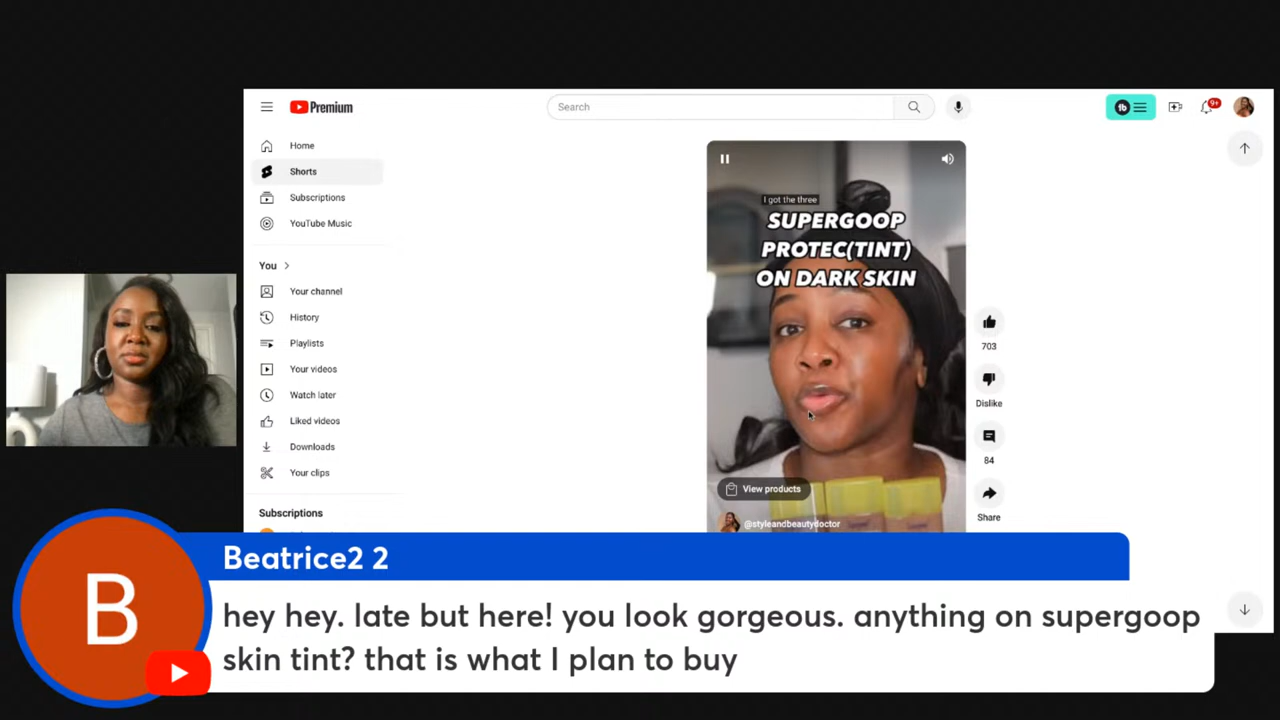 Premium
Search
9+
Home
Shorts
Subscriptions
YouTube Music
You
Your channel
History
Playlists
Your videos
Watch later
Liked videos
Downloads
Your clips
Subscriptions
I got the three
SUPERGOOP
PROTEC(TINT)
ON DARK SKIN
View products
@styleandbeautydoctor
703
Dislike
84
Share
B
Beatrice2 2
hey hey. late but here! you look gorgeous. anything on supergoop
skin tint? that is what I plan to buy